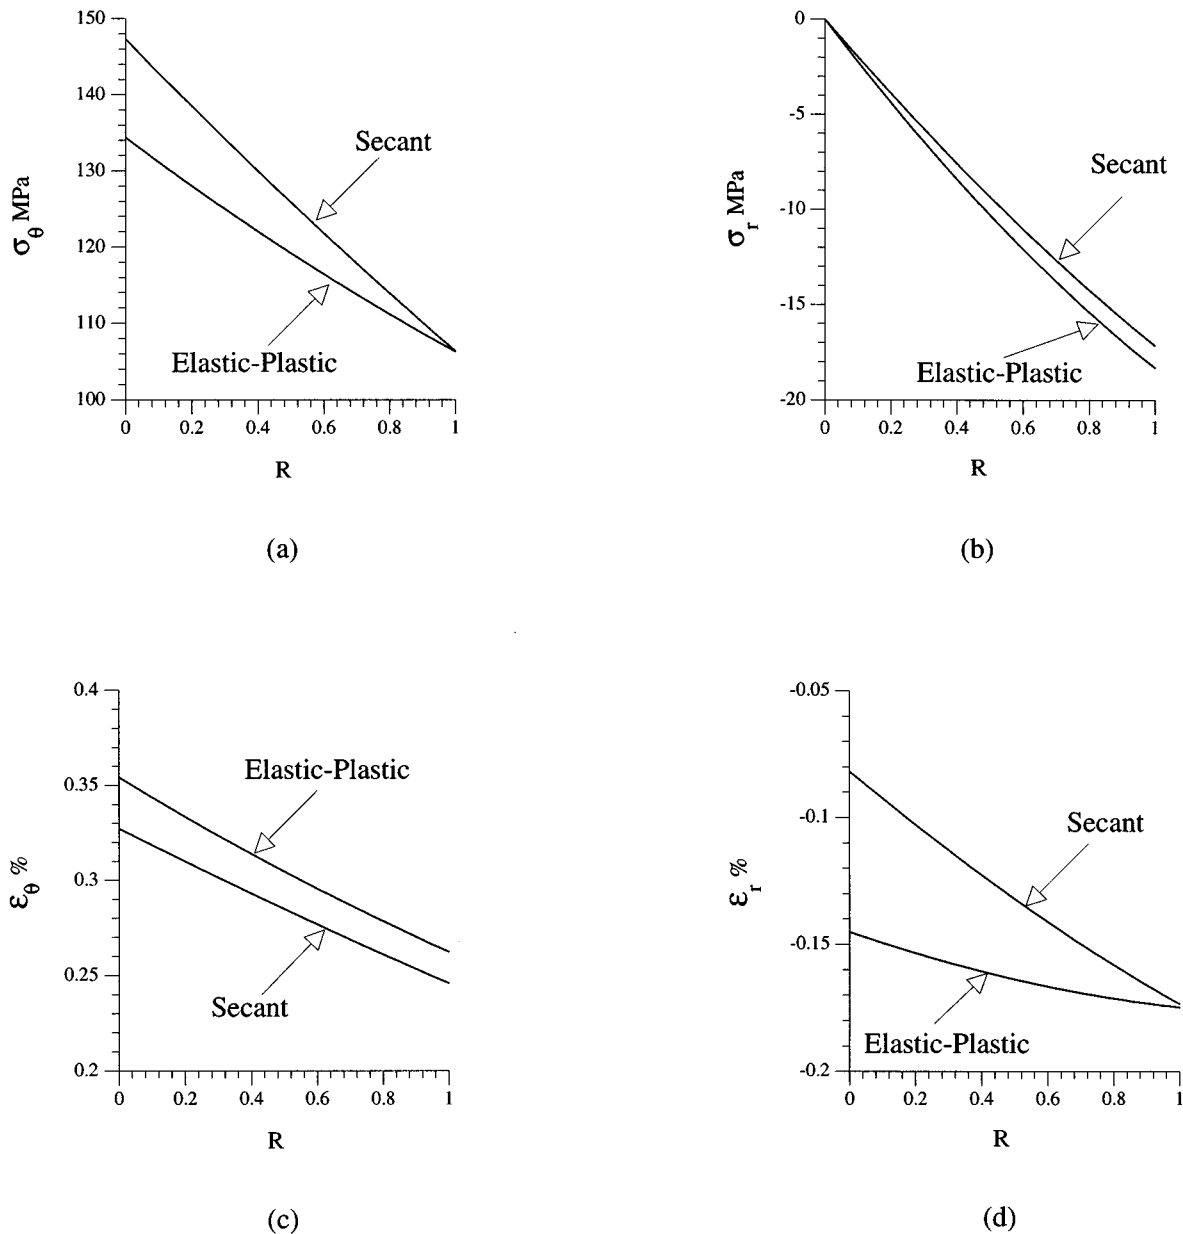 150
140
130
120
110
100
σθ MPa
Secant
Elastic-Plastic
0 0.2 0.4 0.6 0.8 1
R
(a)
0
-5
-10
-15
-20
σr MPa
Secant
Elastic-Plastic
0 0.2 0.4 0.6 0.8 1
R
(b)
0.4
0.35
0.3
0.25
0.2
εθ %
Elastic-Plastic
Secant
0 0.2 0.4 0.6 0.8 1
R
(c)
-0.05
-0.1
-0.15
-0.2
εr %
Secant
Elastic-Plastic
0 0.2 0.4 0.6 0.8 1
R
(d)